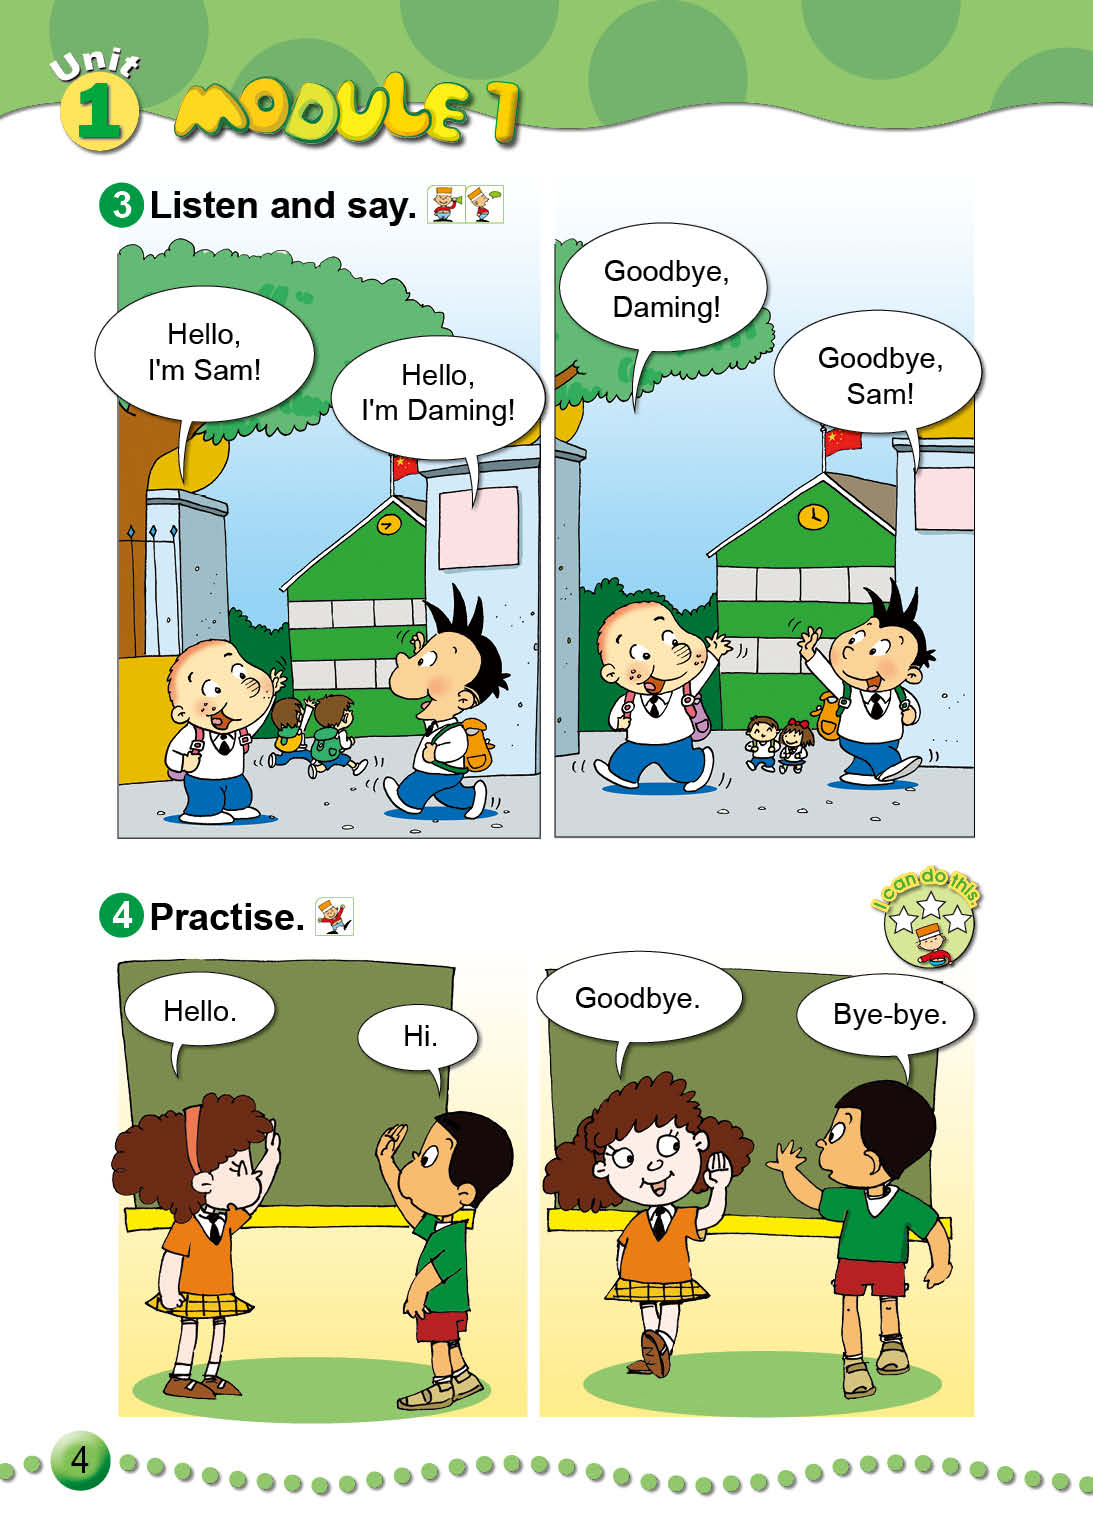 Unit
1
MODULE 1
3 Listen and say.
Hello,
I'm Sam!
Hello,
I'm Daming!
Goodbye,
Daming!
Goodbye,
Sam!
4 Practise.
I can do this.
Hello.
Hi.
Goodbye.
Bye-bye.
4